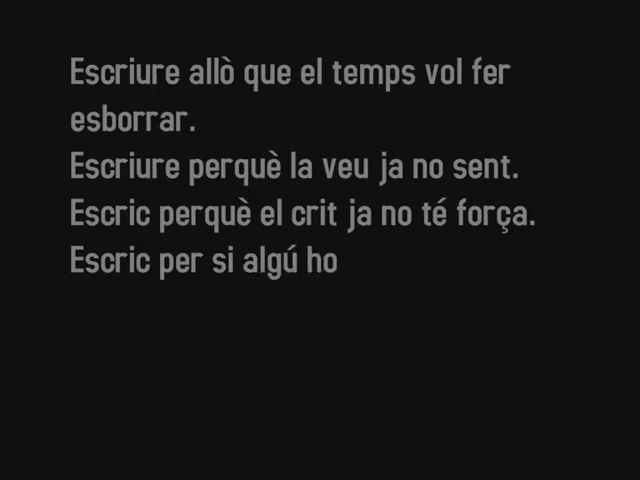 Escriure allò que el temps vol fer
esborrar.
Escriure perquè la veu ja no sent.
Escric perquè el crit ja no té força.
Escric per si algú ho